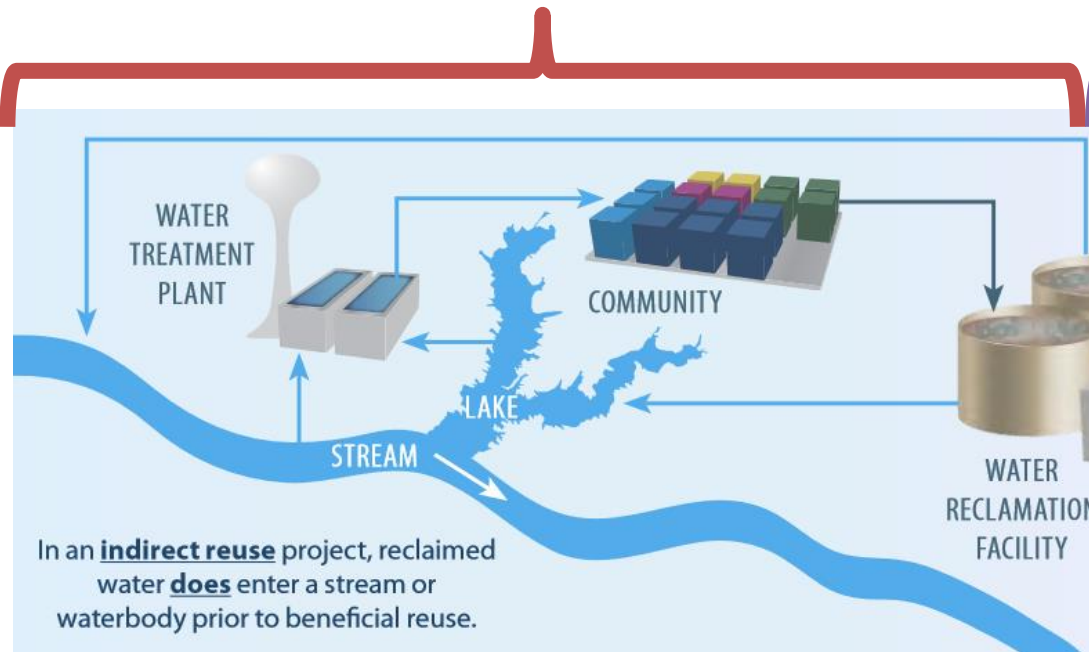 WATER
TREATMENT
PLANT
COMMUNITY
LAKE
STREAM
WATER
RECLAMATION
FACILITY
In an indirect reuse project, reclaimed
water does enter a stream or
waterbody prior to beneficial reuse.